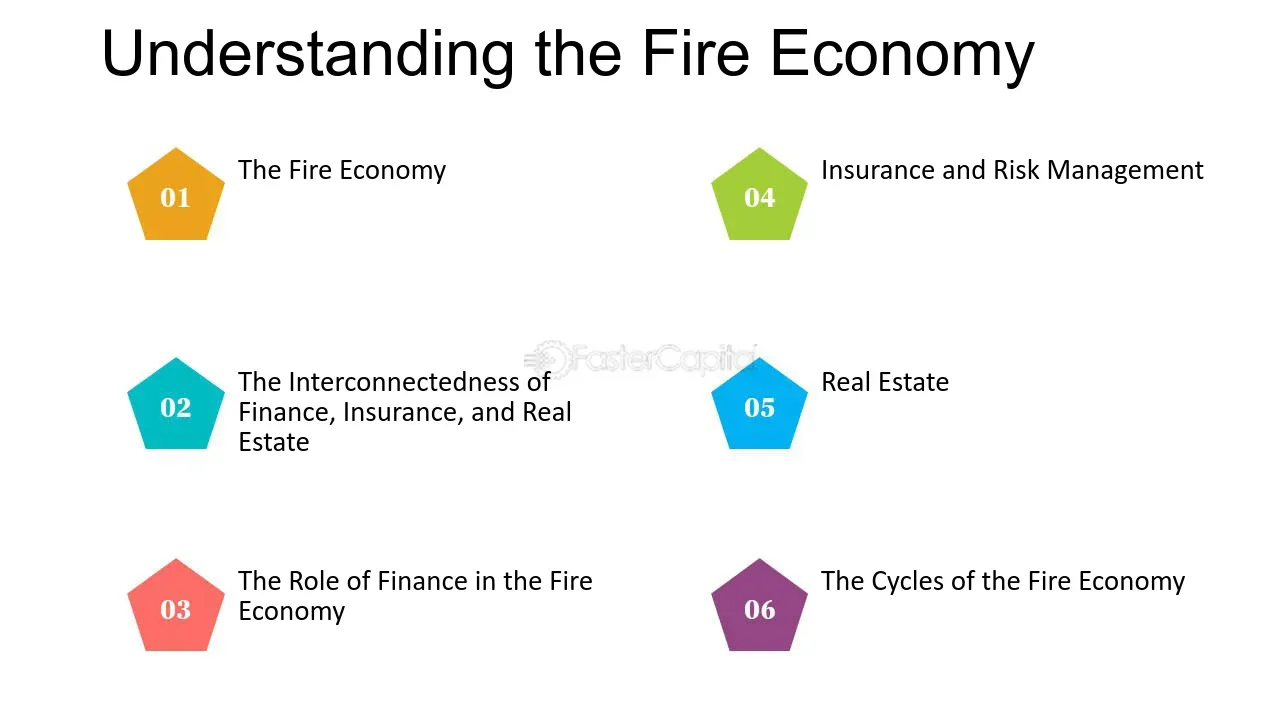 Understanding the Fire Economy
01
The Fire Economy
02
The Interconnectedness of
Finance, Insurance, and Real
Estate
03
The Role of Finance in the Fire
Economy
04
Insurance and Risk Management
FasterCapital
05
Real Estate
06
The Cycles of the Fire Economy